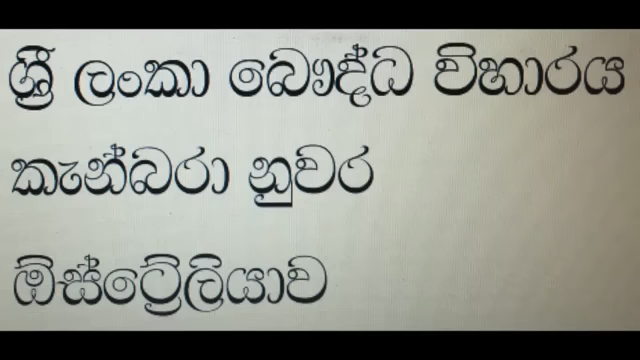 ශ්‍රී ලංකා බෞද්ධ විහාරය
කැන්බරා නුවර
ඕස්ට්‍රේලියාව